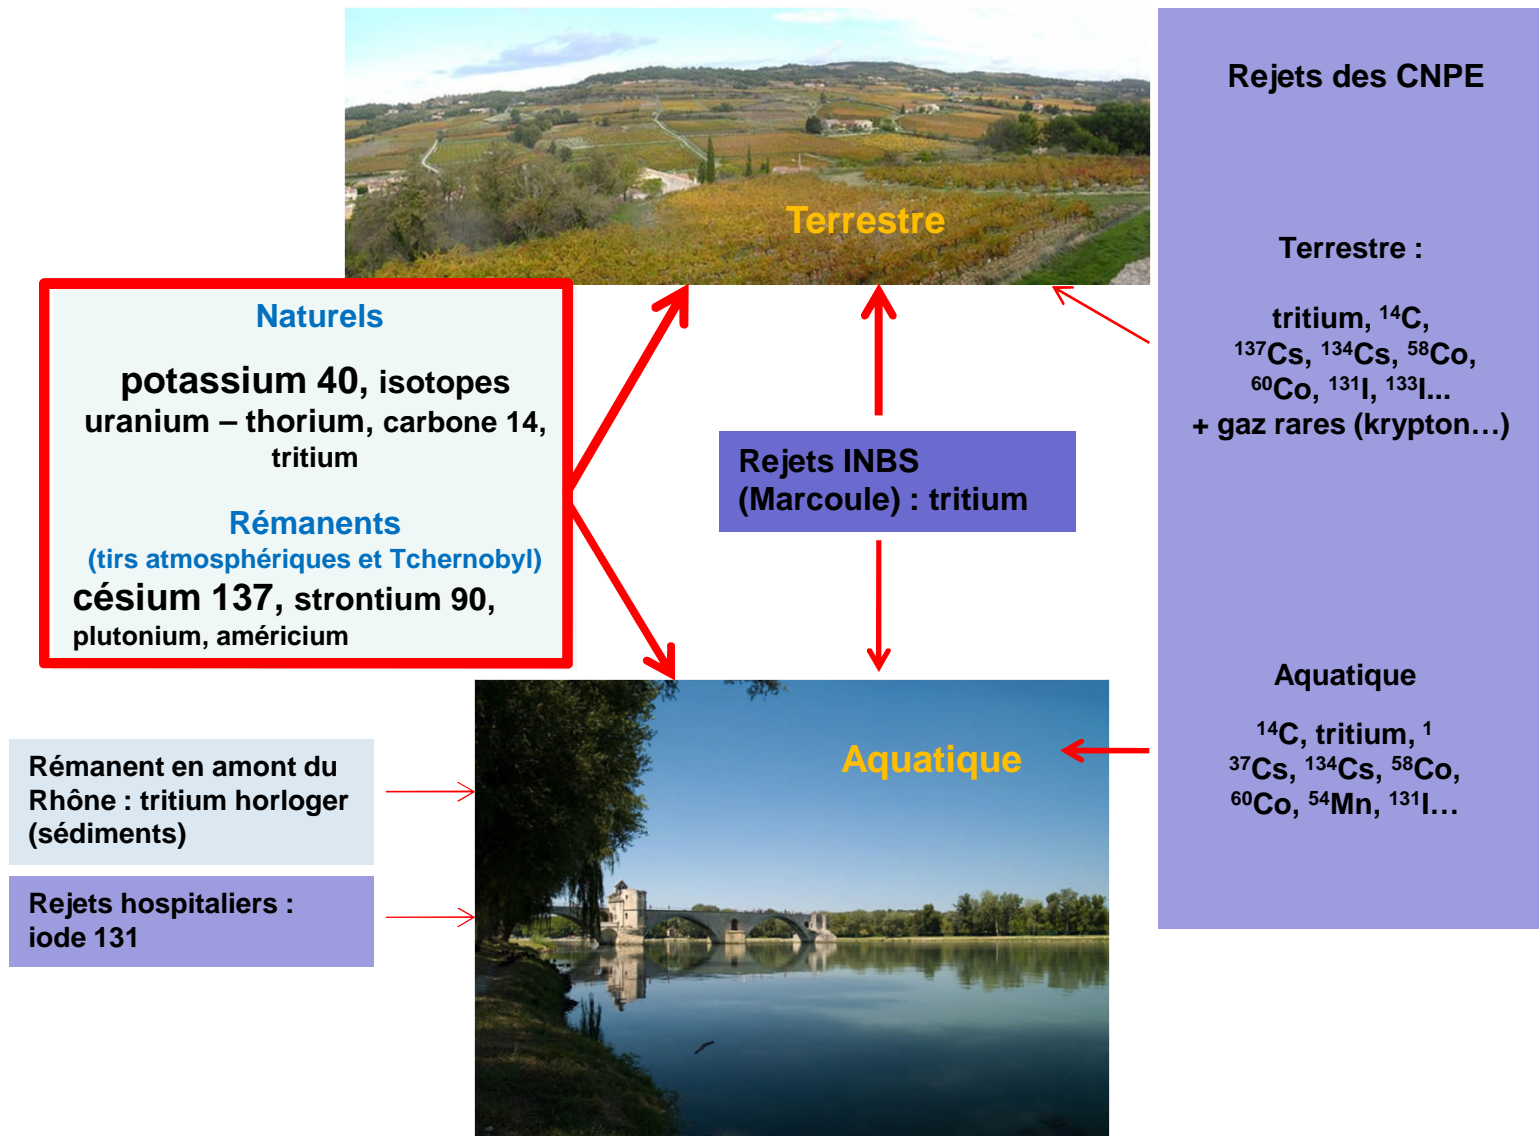 Terrestre
Naturels
potassium 40, isotopes
uranium – thorium, carbone 14,
tritium
Rémanents
(tirs atmosphériques et Tchernobyl)
césium 137, strontium 90,
plutonium, américium
Rejets INBS
(Marcoule) : tritium
Rejets des CNPE
Terrestre :
tritium, ¹⁴C,
¹³⁷Cs, ¹³⁴Cs, ⁵⁸Co,
⁶⁰Co, ¹³¹I, ¹³³I...
+ gaz rares (krypton…)
Aquatique
¹⁴C, tritium, ¹
³⁷Cs, ¹³⁴Cs, ⁵⁸Co,
⁶⁰Co, ⁵⁴Mn, ¹³¹I…
Aquatique
Rémanent en amont du
Rhône : tritium horloger
(sédiments)
Rejets hospitaliers :
iode 131